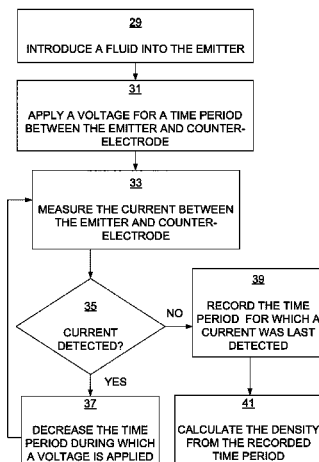 29
INTRODUCE A FLUID INTO THE EMITTER
31
APPLY A VOLTAGE FOR A TIME PERIOD
BETWEEN THE EMITTER AND COUNTER-
ELECTRODE
33
MEASURE THE CURRENT BETWEEN
THE EMITTER AND COUNTER-
ELECTRODE
35
CURRENT
DETECTED?
NO
YES
39
RECORD THE TIME
PERIOD FOR WHICH A
CURRENT WAS LAST
DETECTED
37
DECREASE THE TIME
PERIOD DURING WHICH
A VOLTAGE IS APPLIED
41
CALCULATE THE DENSITY
FROM THE RECORDED
TIME PERIOD